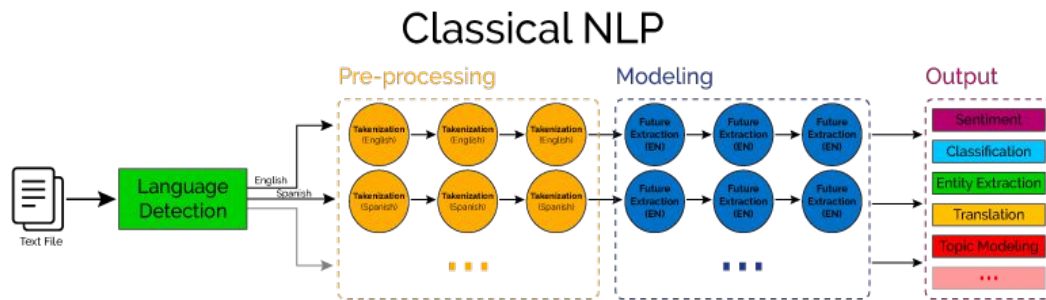 Classical NLP
Pre-processing
Modeling
Output
Text File
Language
Detection
English
Spanish
Takenization
(English)
Takenization
(English)
Takenization
(English)
Future
Extraction
(EN)
Future
Extraction
(EN)
Future
Extraction
(EN)
Takenization
(Spanish)
Takenization
(Spanish)
Takenization
(Spanish)
Future
Extraction
(EN)
Future
Extraction
(EN)
Future
Extraction
(EN)
Sentiment
Classification
Entity Extraction
Translation
Topic Modeling